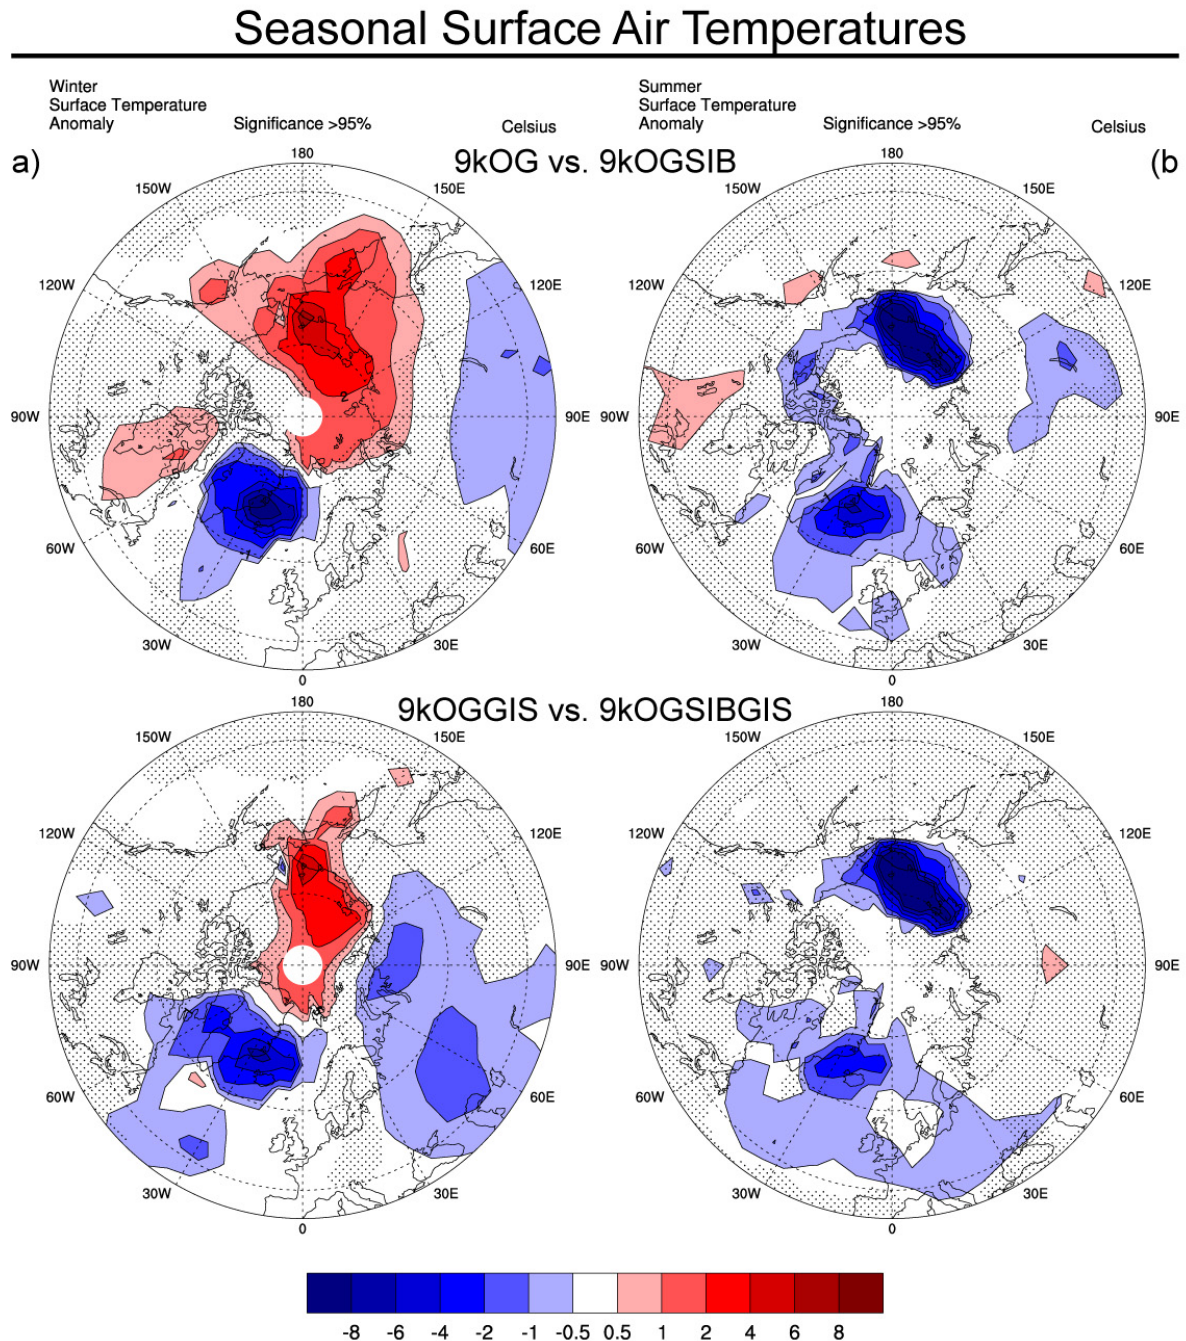 Seasonal Surface Air Temperatures
Winter
Surface Temperature
Anomaly
Significance >95%
Celsius
Summer
Surface Temperature
Anomaly
Significance >95%
Celsius
a)
9kOG vs. 9kOGSIB
(b
180
150W
150E
120W
120E
90W
90E
60W
60E
30W
30E
0
2
180
150W
150E
120W
120E
90W
90E
60W
60E
30W
30E
0
9kOGGIS vs. 9kOGSIBGIS
180
150W
150E
120W
120E
90W
90E
60W
60E
30W
30E
0
180
150W
150E
120W
120E
90W
90E
60W
60E
30W
30E
0
-8 -6 -4 -2 -1 -0.5 0.5 1 2 4 6 8